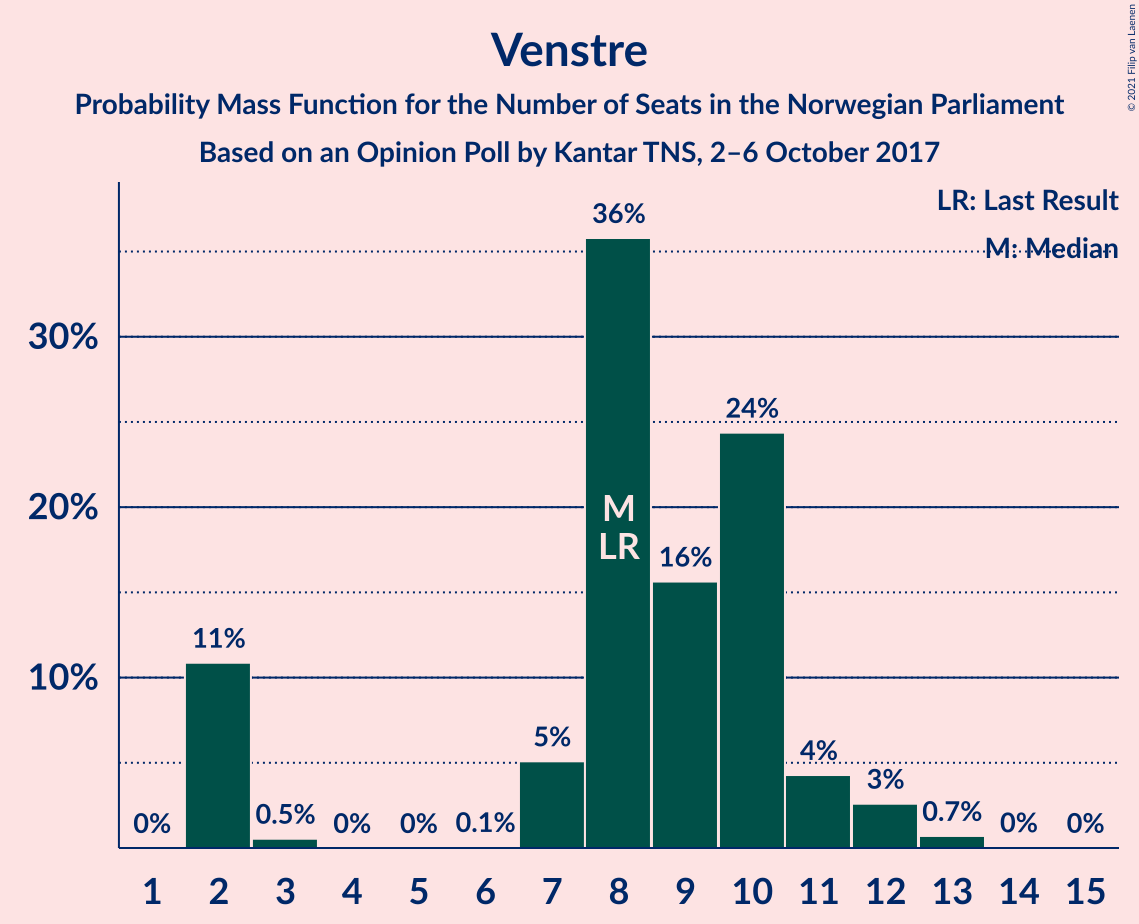 Venstre
Probability Mass Function for the Number of Seats in the Norwegian Parliament
Based on an Opinion Poll by Kantar TNS, 2–6 October 2017
© 2021 Filip van Laenen
LR: Last Result
M: Median
30%
20%
10%
0%
11%
0.5%
0%
0%
0.1%
5%
36%
16%
24%
4%
3%
0.7%
0%
0%
M
LR
1 2 3 4 5 6 7 8 9 10 11 12 13 14 15